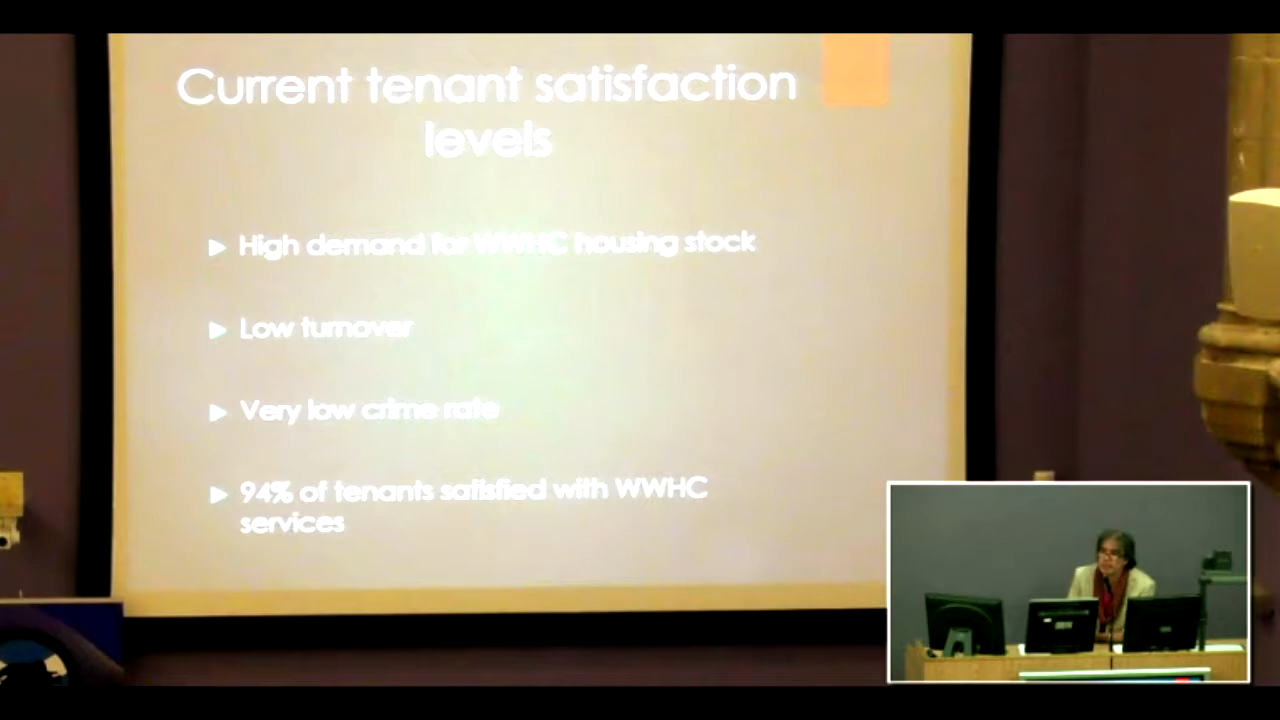 Current tenant satisfaction
levels
High demand for WWHC housing stock
Low turnover
Very low crime rate
94% of tenants satisfied with WWHC
services